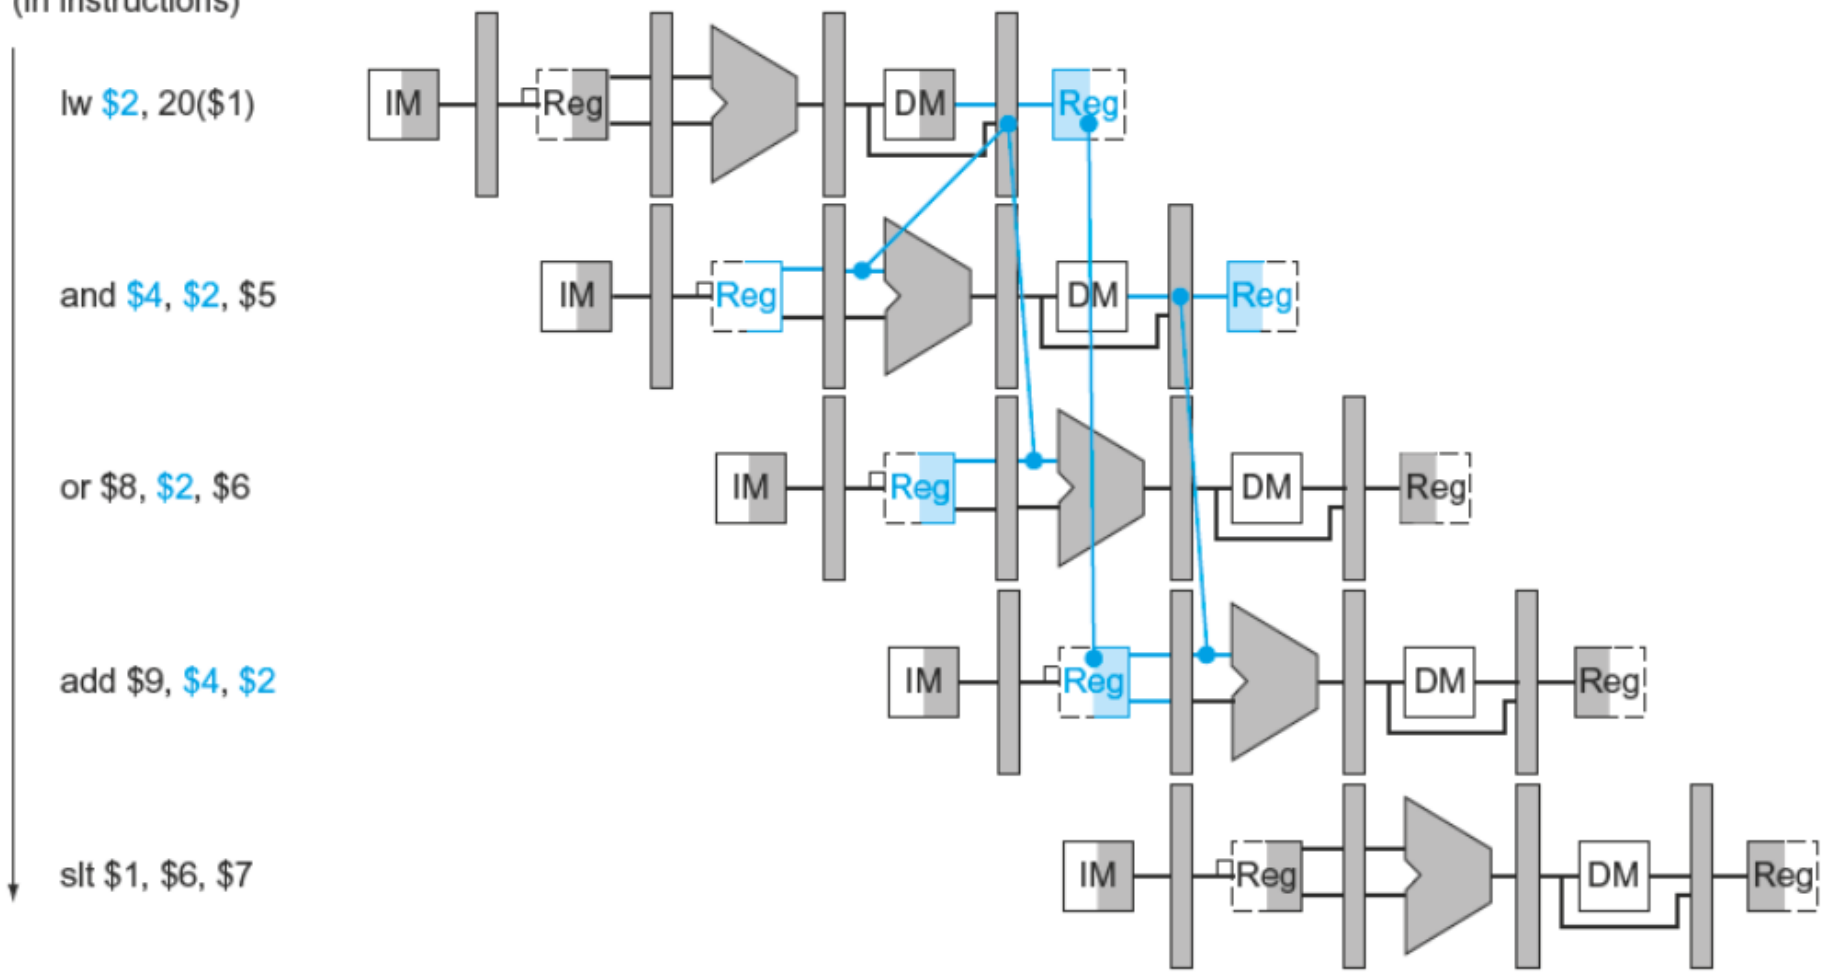 (in instructions)
lw $2, 20($1)
IM Reg DM Reg
and $4, $2, $5
IM Reg DM Reg
or $8, $2, $6
IM Reg DM Reg
add $9, $4, $2
IM Reg DM Reg
slt $1, $6, $7
IM Reg DM Reg